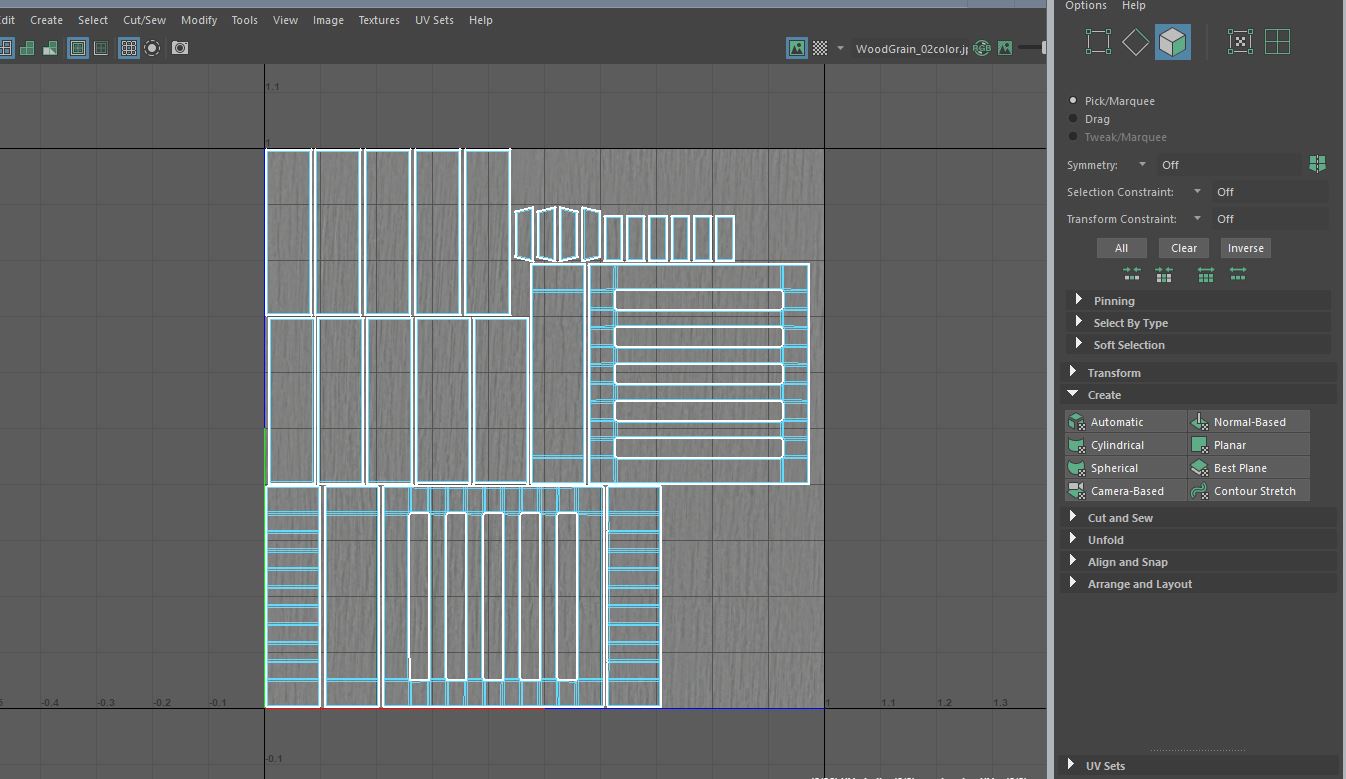 dit Create Select Cut/Sew Modify Tools View Image Textures UV Sets Help
Options Help
WoodGrain_02color.jp
RGB
1.1
1
-0.4 -0.3 -0.2 -0.1
1 1.1 1.2 1.3
-0.1
Pick/Marquee
Drag
Tweak/Marquee
Symmetry: Off
Selection Constraint: Off
Transform Constraint: Off
All Clear Inverse
Pinning
Select By Type
Soft Selection
Transform
Create
Automatic Normal-Based
Cylindrical Planar
Spherical Best Plane
Camera-Based Contour Stretch
Cut and Sew
Unfold
Align and Snap
Arrange and Layout
UV Sets